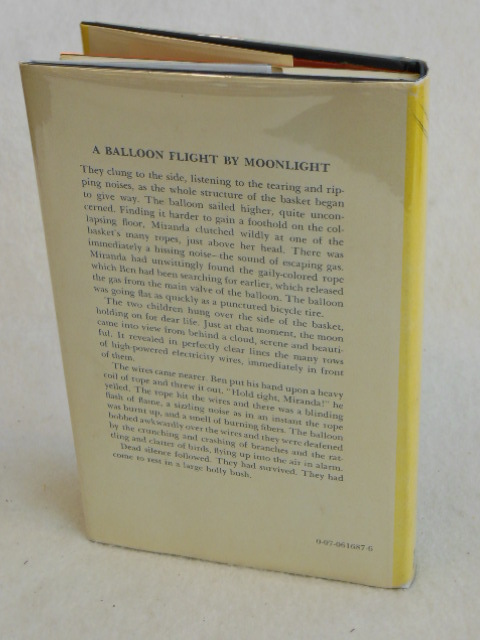 A BALLOON FLIGHT BY MOONLIGHT
They clung to the side, listening to the tearing and rip-
ping noises, as the whole structure of the basket began
to give way. The balloon sailed higher, quite uncon-
cerned. Finding it harder to gain a foothold on the col-
lapsing floor, Miranda clutched wildly at one of the
basket's many ropes, just above her head. There was
immediately a hissing noise—the sound of escaping gas.
Miranda had unwittingly found the gaily-colored rope
which Ben had been searching for earlier, which released
the gas from the main valve of the balloon. The balloon
was going flat as quickly as a punctured bicycle tire.
The two children hung over the side of the basket,
holding on for dear life. Just at that moment, the moon
came into view from behind a cloud, serene and beauti-
ful. It revealed in perfectly clear lines the many rows
of high-powered electricity wires, immediately in front
of them.
The wires came nearer. Ben put his hand upon a heavy
coil of rope and threw it out, "Hold tight, Miranda!" he
yelled. The rope hit the wires and there was a blinding
flash of flame, a sizzling noise as in an instant the rope
was burnt up, and a smell of burning fibers. The balloon
bobbed awkwardly over the wires and they were deafened
by the crunching and crashing of branches and the rat-
tling and clatter of birds, flying up into the air in alarm.
Dead silence followed. They had survived. They had
come to rest in a large holly bush.
0-07-061687-6